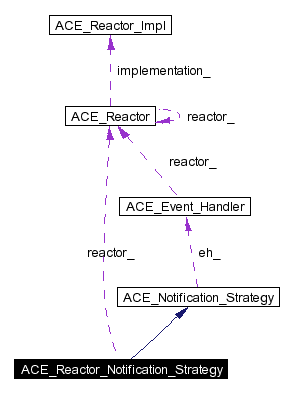 ACE_Reactor_Impl
implementation_
ACE_Reactor
reactor_
reactor_
ACE_Event_Handler
reactor_
eh_
ACE_Notification_Strategy
ACE_Reactor_Notification_Strategy